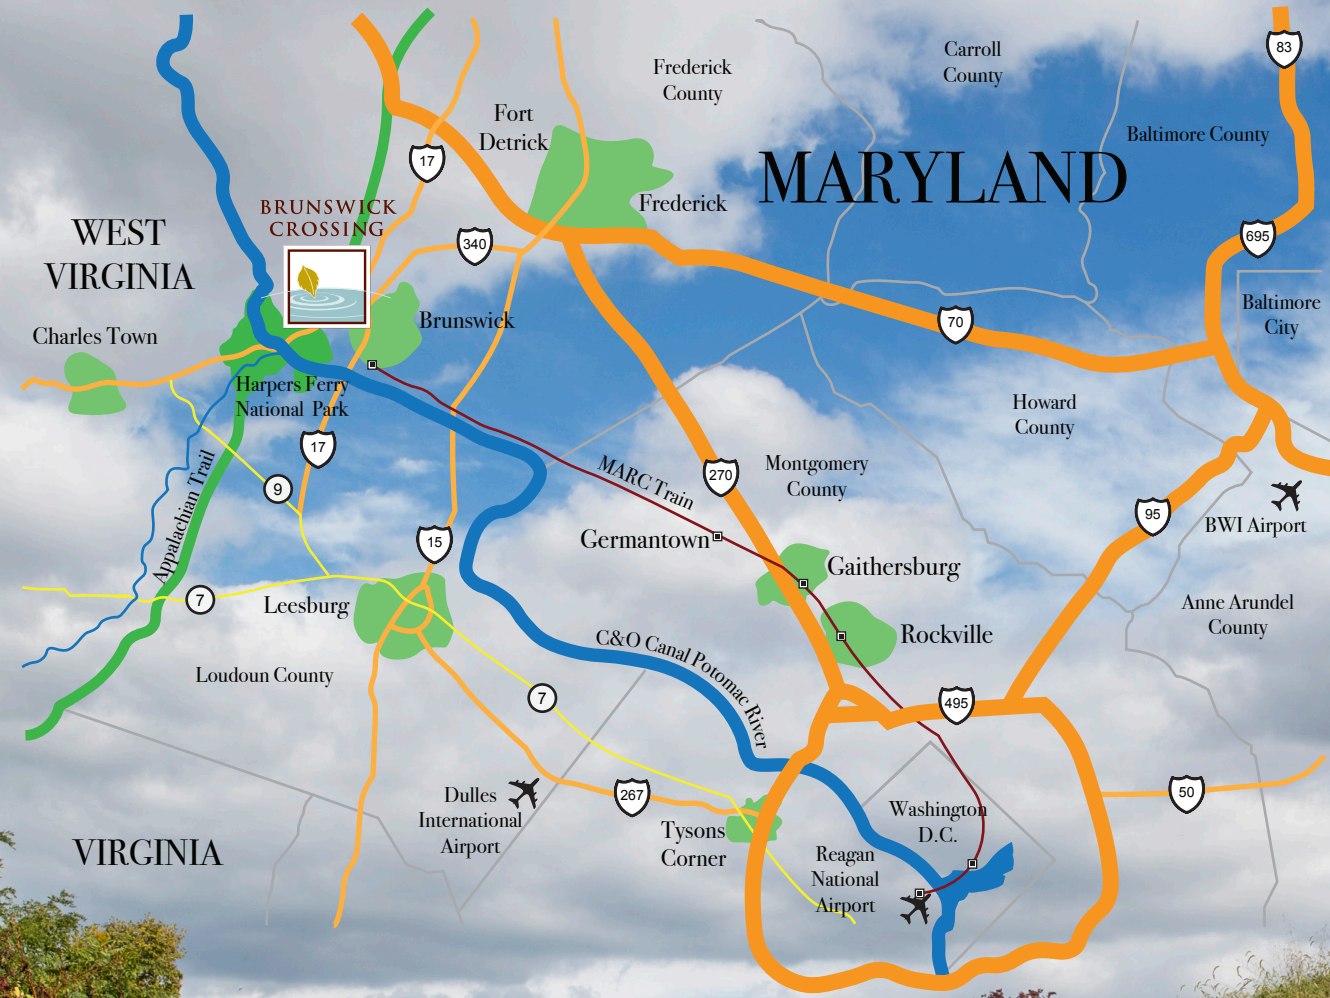 83
Carroll
County
Frederick
County
Fort
Detrick
Baltimore County
17
MARYLAND
Frederick
BRUNSWICK
CROSSING
WEST
VIRGINIA
340
695
Baltimore
City
Charles Town
Brunswick
70
Harpers Ferry
National Park
Howard
County
17
Appalachian Trail
9
MARC Train
270
Montgomery
County
95
BWI Airport
15
Germantown
Gaithersburg
7
Leesburg
Rockville
Anne Arundel
County
C&O Canal Potomac River
Loudoun County
7
495
Dulles
International
Airport
267
50
Washington
D.C.
Tysons
Corner
VIRGINIA
Reagan
National
Airport